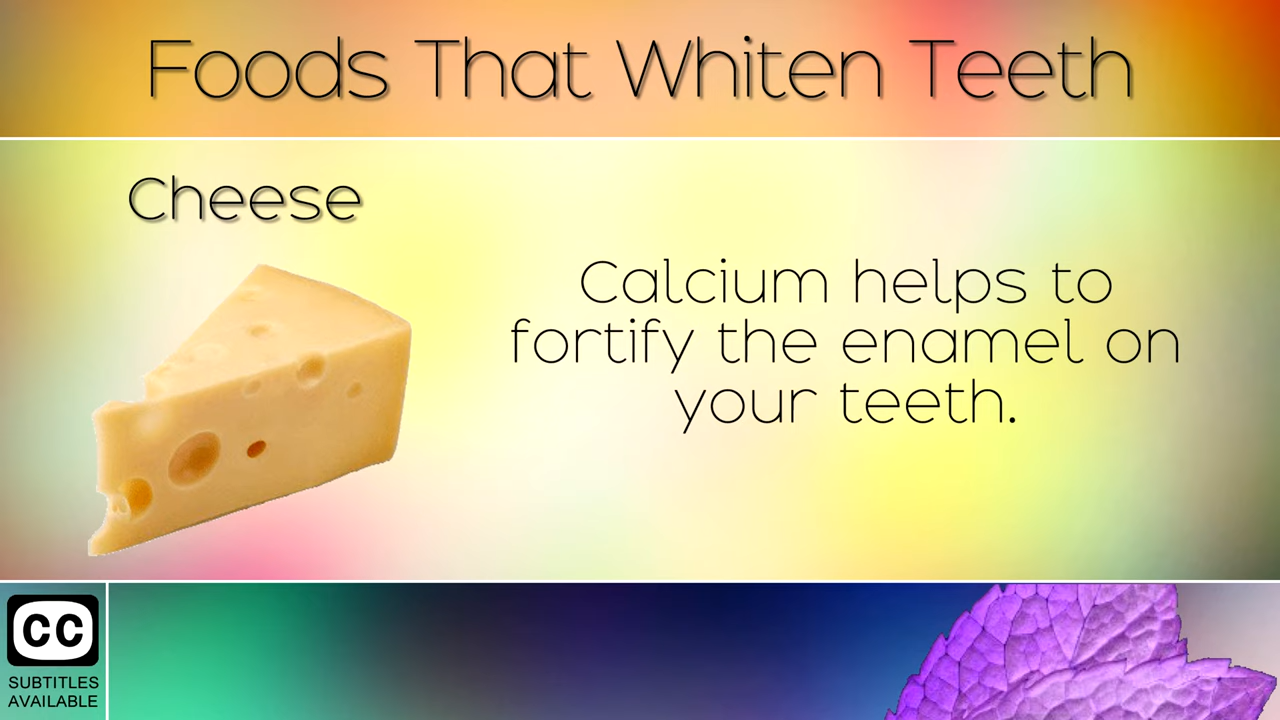 Foods That Whiten Teeth
Cheese
Calcium helps to
fortify the enamel on
your teeth.
CC
SUBTITLES
AVAILABLE